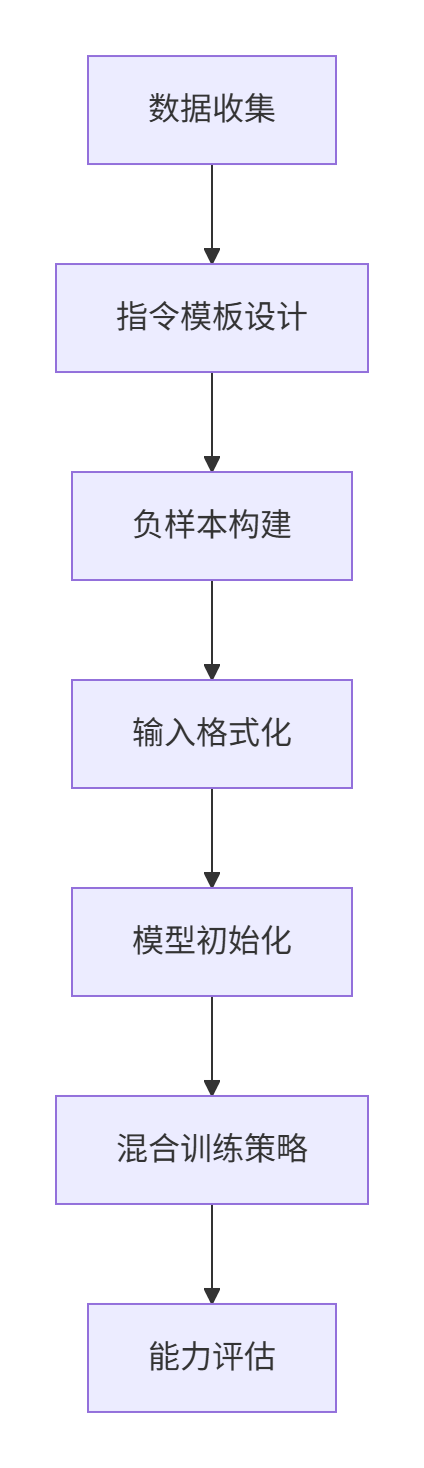 数据收集
指令模板设计
负样本构建
输入格式化
模型初始化
混合训练策略
能力评估